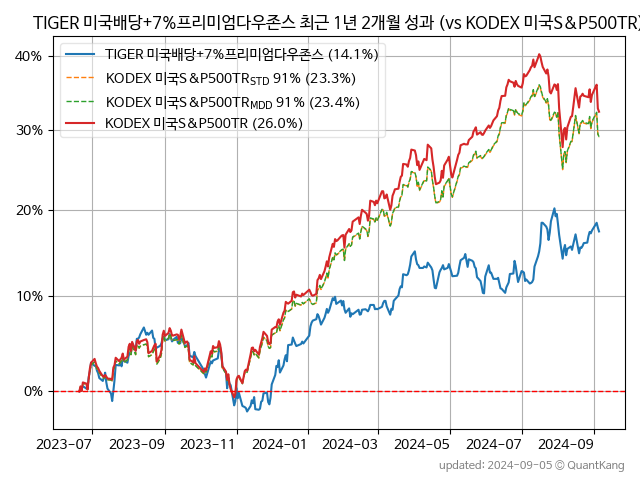 TIGER 미국배당+7%프리미엄다우존스 최근 1년 2개월 성과 (vs KODEX 미국S&P500TR)
TIGER 미국배당+7%프리미엄다우존스 (14.1%)
KODEX 미국S&P500TR_STD 91% (23.3%)
KODEX 미국S&P500TR_MDD 91% (23.4%)
KODEX 미국S&P500TR (26.0%)
40%
30%
20%
10%
0%
2023-07 2023-09 2023-11 2024-01 2024-03 2024-05 2024-07 2024-09
updated: 2024-09-05 © QuantKang